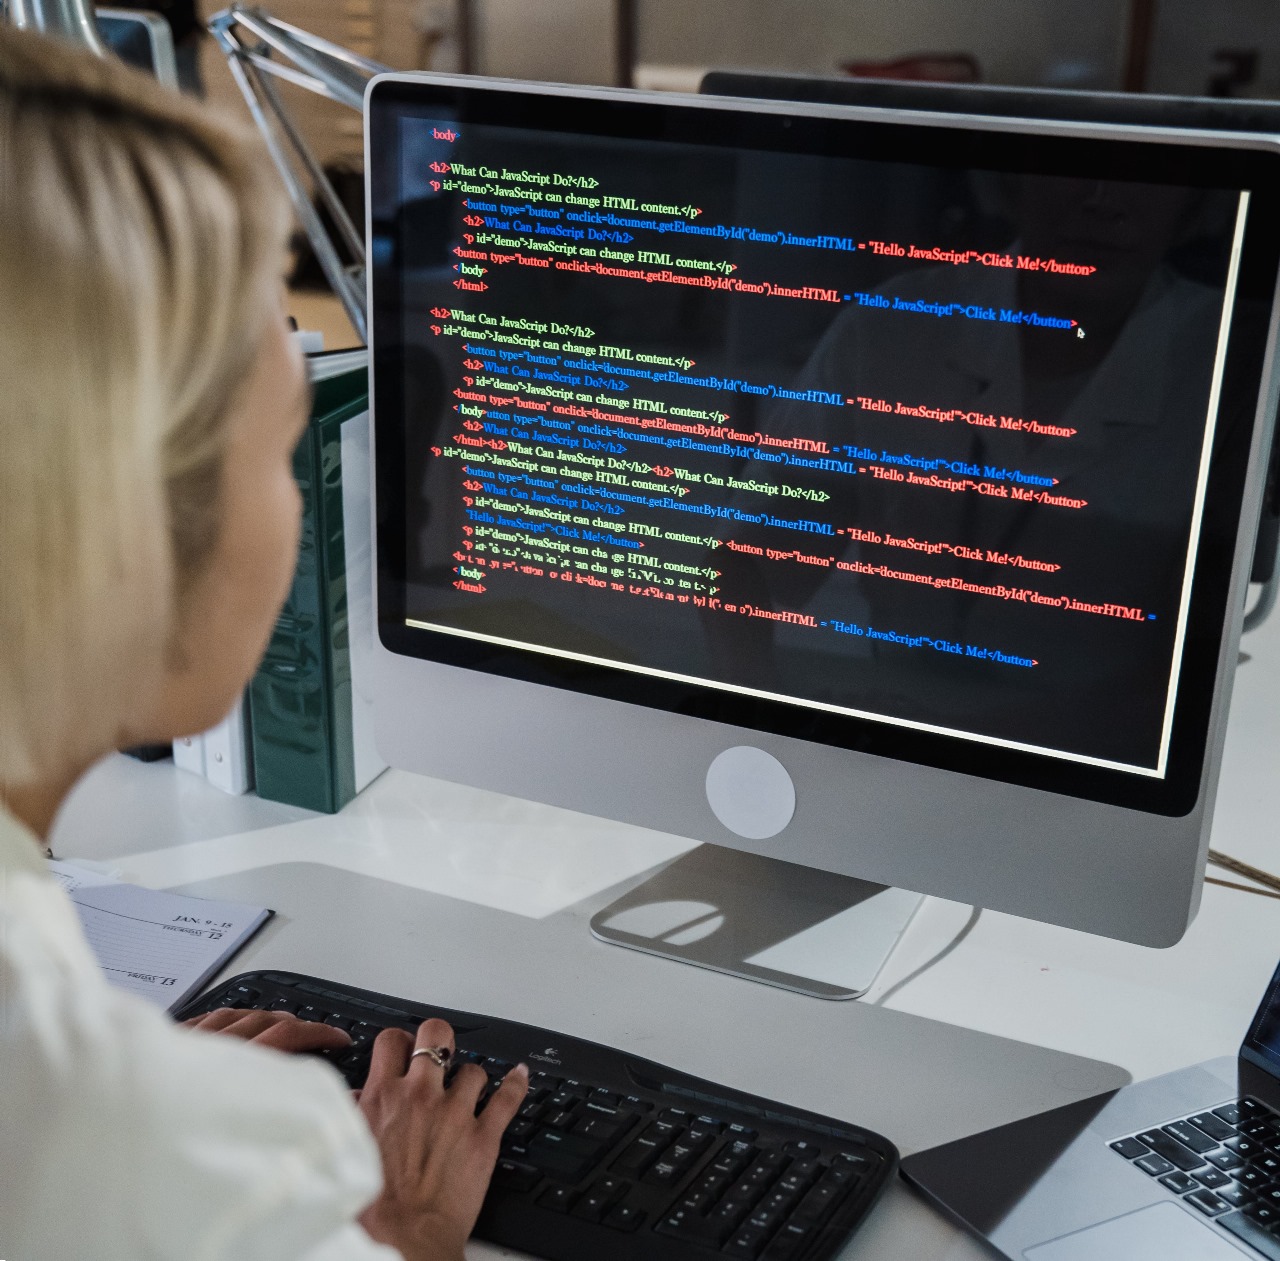 body
<h2>What Can JavaScript Do?</h2>
<p id="demo">JavaScript can change HTML content.</p>
<button type="button" onclick='document.getElementById("demo").innerHTML = "Hello JavaScript!"'>Click Me!</button>
<h2>What Can JavaScript Do?</h2>
<p id="demo">JavaScript can change HTML content.</p>
<button type="button" onclick='document.getElementById("demo").innerHTML = "Hello JavaScript!"'>Click Me!</button>
</body>
</html>
<h2>What Can JavaScript Do?</h2>
<p id="demo">JavaScript can change HTML content.</p>
<button type="button" onclick='document.getElementById("demo").innerHTML = "Hello JavaScript!"'>Click Me!</button>
<h2>What Can JavaScript Do?</h2>
<p id="demo">JavaScript can change HTML content.</p>
<button type="button" onclick='document.getElementById("demo").innerHTML = "Hello JavaScript!"'>Click Me!</button>
</body>utton type="button" onclick='document.getElementById("demo").innerHTML = "Hello JavaScript!"'>Click Me!</button>
<h2>What Can JavaScript Do?</h2>
</html><h2>What Can JavaScript Do?</h2><h2>What Can JavaScript Do?</h2>
<p id="demo">JavaScript can change HTML content.</p>
<button type="button" onclick='document.getElementById("demo").innerHTML = "Hello JavaScript!"'>Click Me!</button>
<h2>What Can JavaScript Do?</h2>
<p id="demo">JavaScript can change HTML content.</p> <button type="button" onclick='document.getElementById("demo").innerHTML =
"Hello JavaScript!"'>Click Me!</button>
<p id="demo">JavaScript can change HTML content.</p>
.innerHTML = "Hello JavaScript!"'>Click Me!</button>
</body>
</html>
JAN. 9 - 15
THURSDAY 12
FRIDAY 13
Logitech